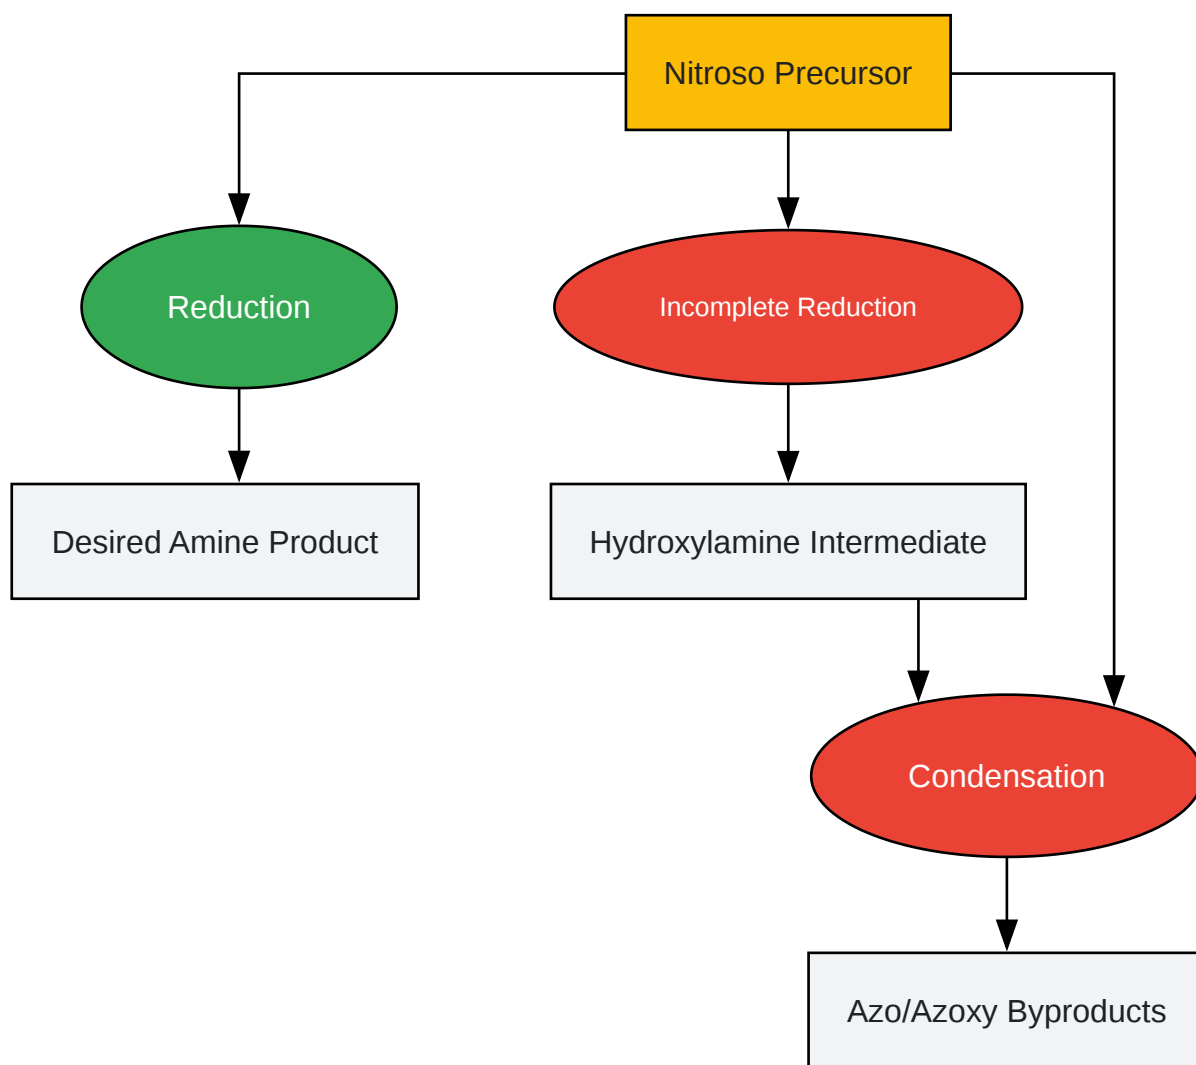 Nitroso Precursor
Reduction
Incomplete Reduction
Desired Amine Product
Hydroxylamine Intermediate
Condensation
Azo/Azoxy Byproducts